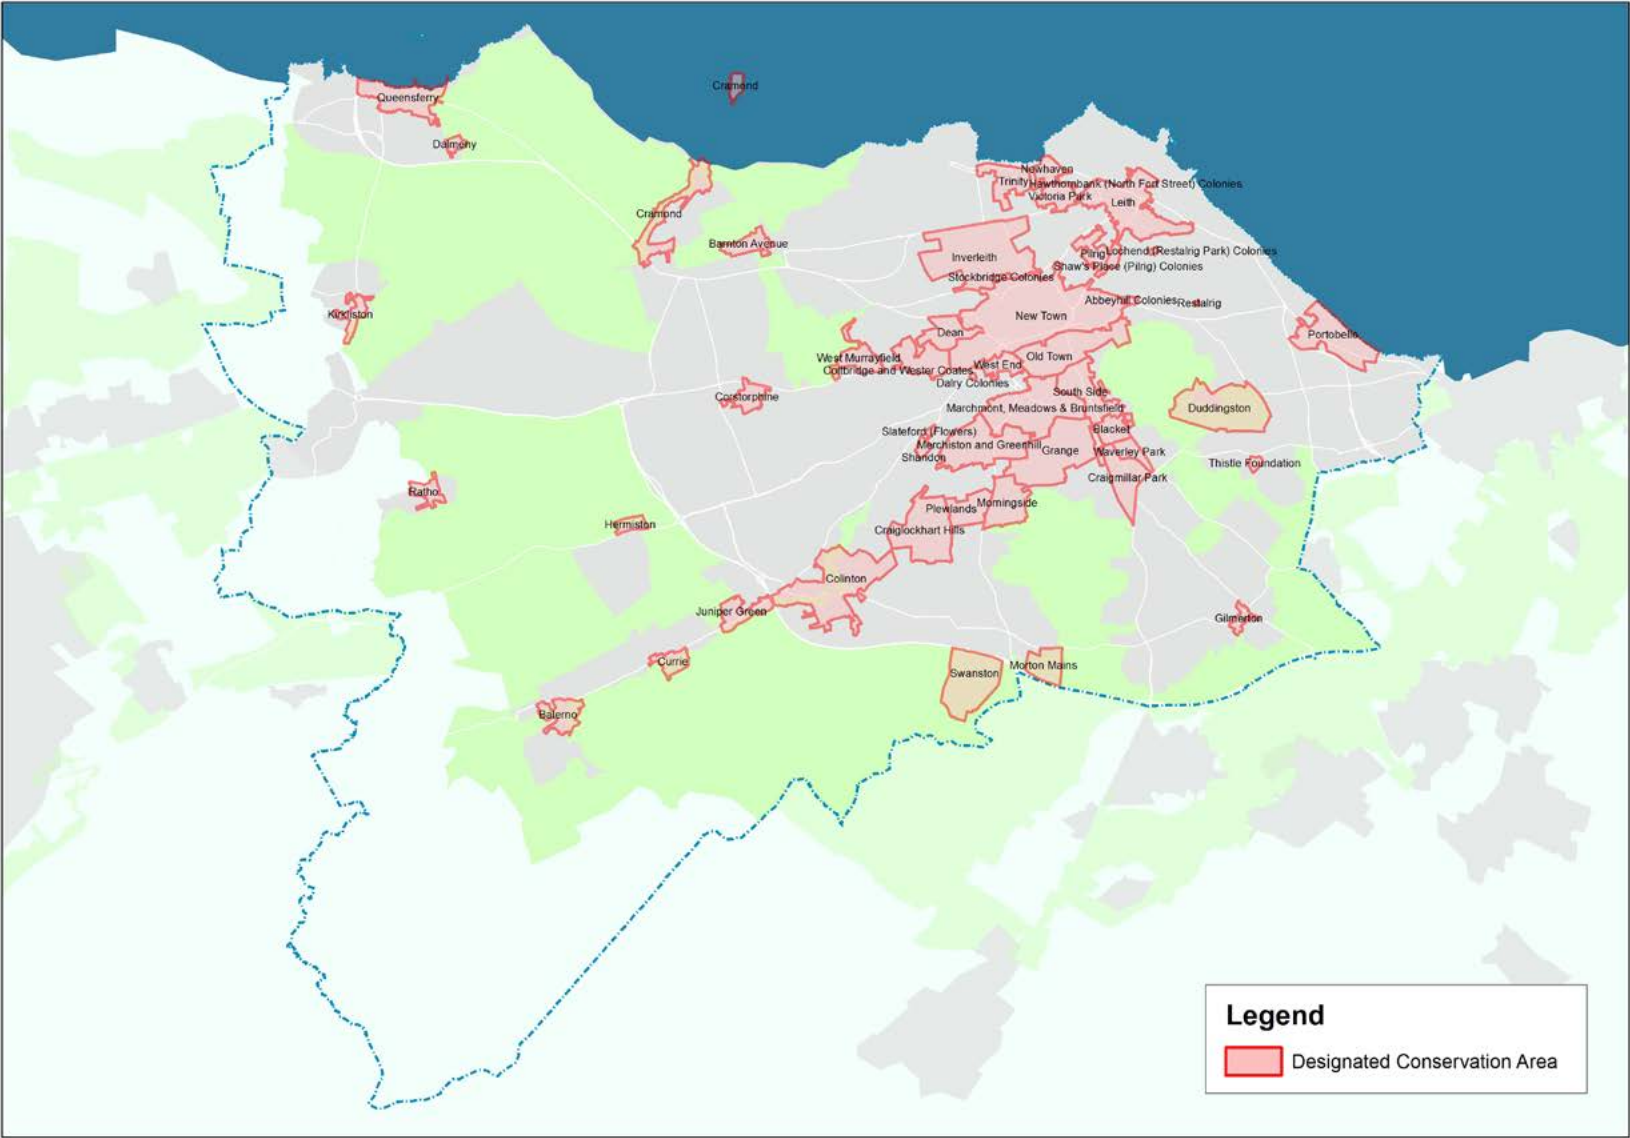 Cramond
Queensferry
Dalmeny
Newhaven
Trinity
Hawthornbank (North Fort Street) Colonies
Victoria Park
Leith
Cramond
Barnton Avenue
Pilrig
Lochend (Restalrig Park) Colonies
Inverleith
Shaw's Place (Pilrig) Colonies
Stockbridge Colonies
Abbeyhill Colonies
Restalrig
Kirkliston
New Town
Dean
Portobello
West Murrayfield
Old Town
West End
Coltbridge and Wester Coates
Dalry Colonies
South Side
Corstorphine
Marchmont, Meadows & Bruntsfield
Duddingston
Blacket
Slateford (Flowers)
Merchiston and Greenhill
Grange
Waverley Park
Shandon
Thistle Foundation
Craigmillar Park
Ratho
Morningside
Plewlands
Hermiston
Craiglockhart Hills
Colinton
Juniper Green
Gilmerton
Currie
Morton Mains
Swanston
Balerno
Legend
Designated Conservation Area